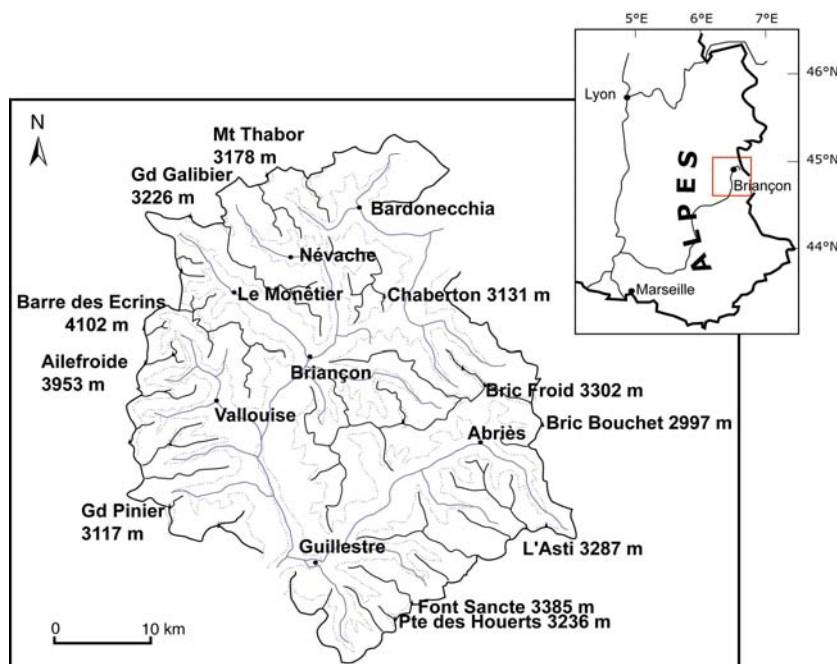 5°E 6°E 7°E
46°N
Lyon
45°N
Briançon
ALPES
44°N
Marseille
N
Mt Thabor
3178 m
Gd Galibier
3226 m
Bardonecchia
Névache
Le Monêtier
Chaberton 3131 m
Barre des Ecrins
4102 m
Ailefroide
3953 m
Briançon
Bric Froid 3302 m
Vallouise
Bric Bouchet 2997 m
Abriès
Gd Pinier
3117 m
L'Asti 3287 m
Guillestre
Font Sancte 3385 m
Pte des Houerts 3236 m
0 10 km